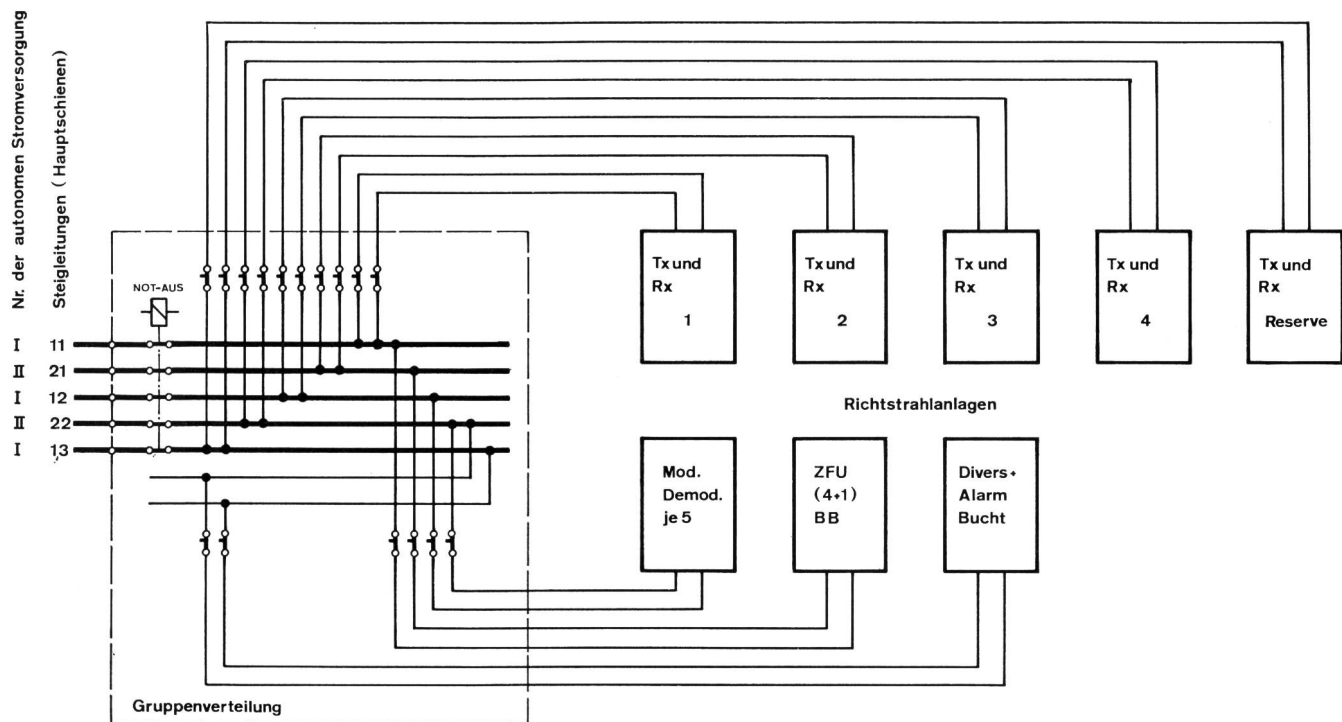 Nr. der autonomen Stromversorgung
Steigleitungen (Hauptschienen)
NOT-AUS
I 11
II 21
I 12
II 22
I 13
Tx und
Rx
1
Tx und
Rx
2
Tx und
Rx
3
Tx und
Rx
4
Tx und
Rx
Reserve
Richtstrahlanlagen
Mod.
Demod.
je 5
ZFU
(4+1)
BB
Divers+
Alarm
Bucht
Gruppenverteilung